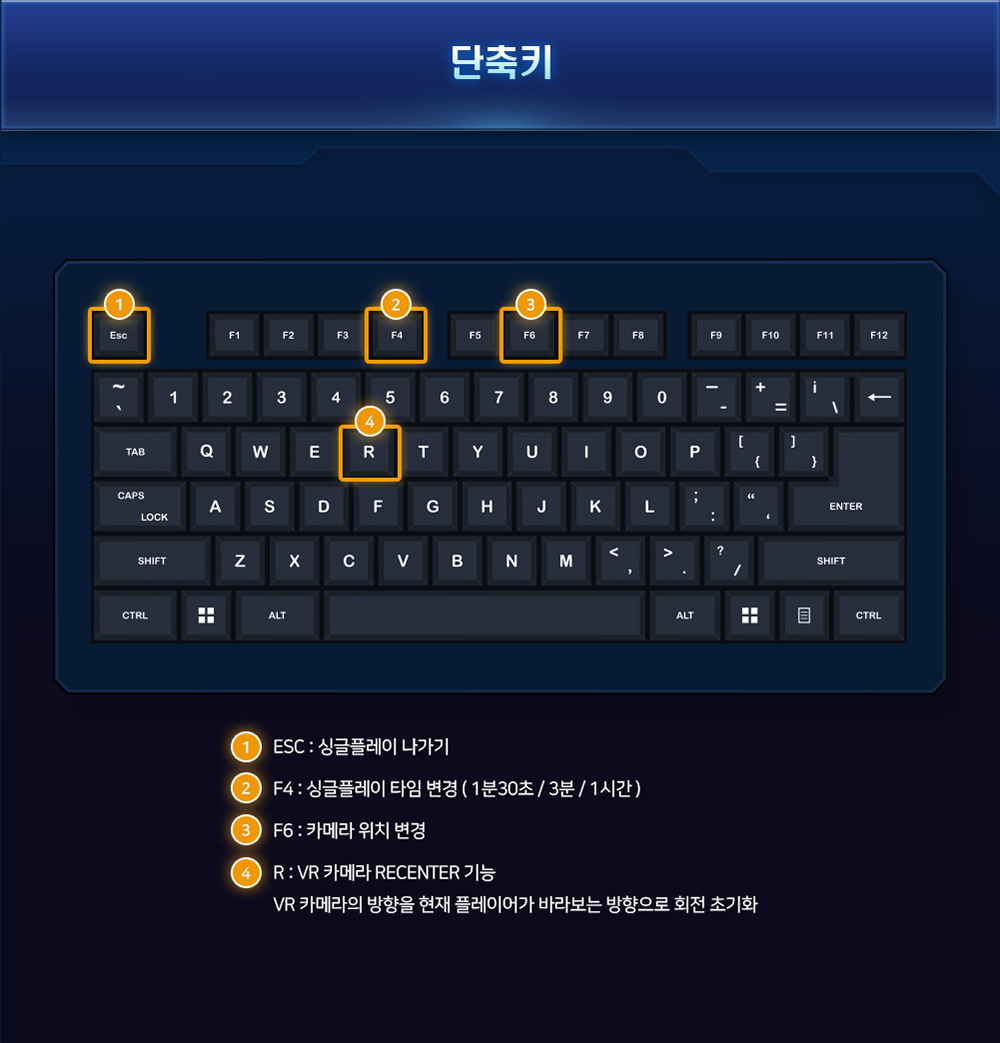 단축키
1 2 3
Esc F1 F2 F3 F4 F5 F6 F7 F8 F9 F10 F11 F12
~ 1 2 3 4 5 6 7 8 9 0 — + i
` - = \ ←
4
TAB Q W E R T Y U I O P [ ]
{ }
CAPS LOCK A S D F G H J K L ; : “ ‘ ENTER
SHIFT Z X C V B N M < , > . ? / SHIFT
CTRL ALT ALT CTRL
1 ESC : 싱글플레이 나가기
2 F4 : 싱글플레이 타임 변경 ( 1분30초 / 3분 / 1시간 )
3 F6 : 카메라 위치 변경
4 R : VR 카메라 RECENTER 기능
VR 카메라의 방향을 현재 플레이어가 바라보는 방향으로 회전 초기화